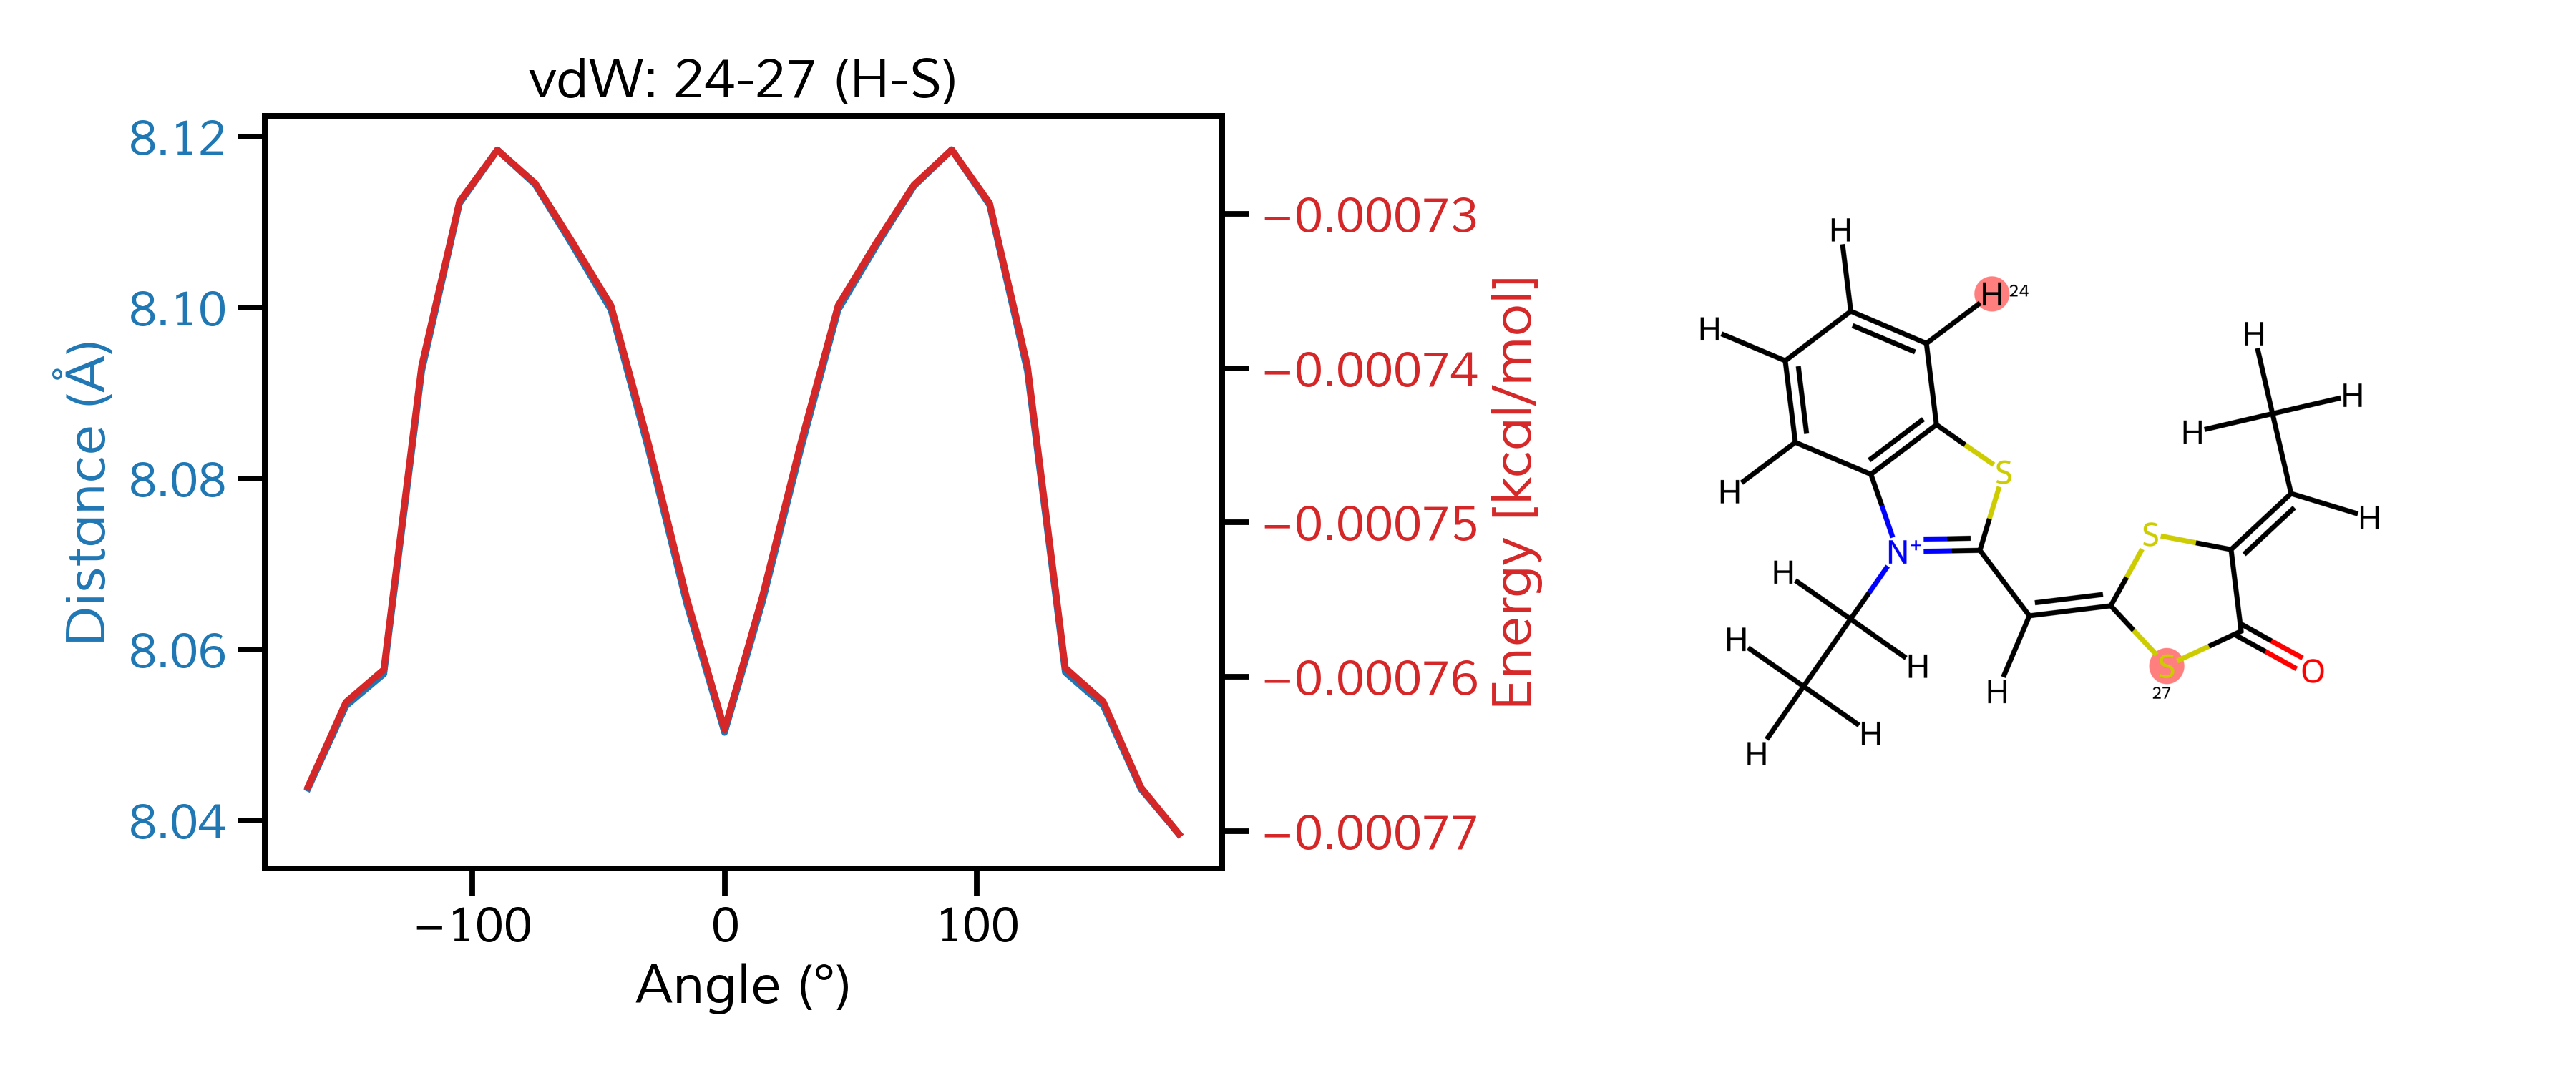 vdW: 24-27 (H-S)
8.12
8.10
8.08
8.06
8.04
Distance (Å)
−0.00073
−0.00074
−0.00075
−0.00076
−0.00077
Energy [kcal/mol]
−100 0 100
Angle (°)
H
H 24
H
H
H
H
S
H
H
S
H
N+
H
H
H
S
27
O
H
H
H
H